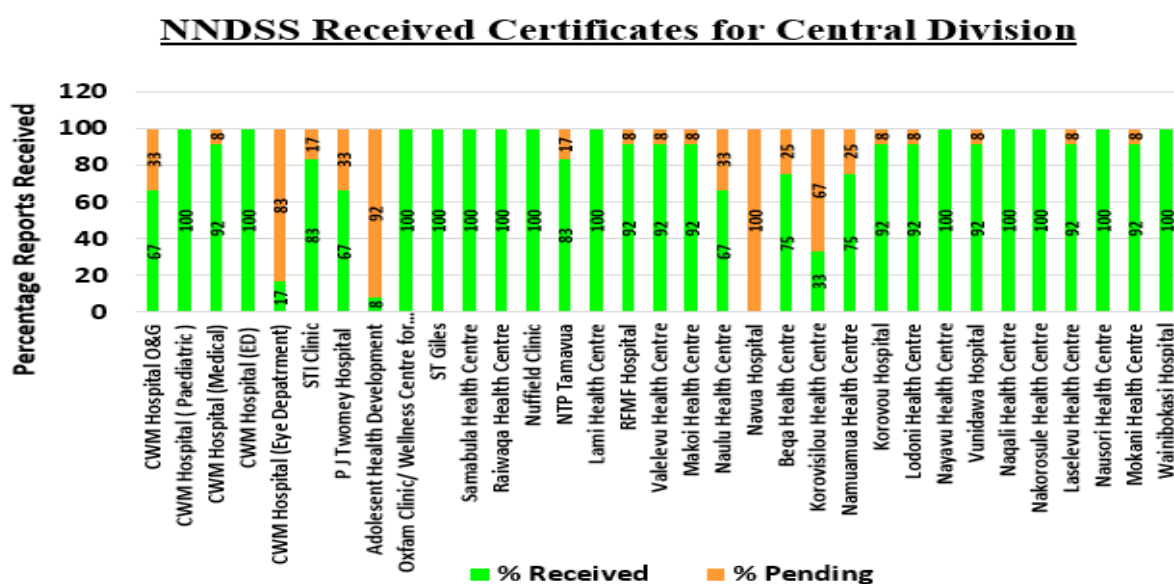 NNDSS Received Certificates for Central Division
Percentage Reports Received
120
100
80
60
40
20
0
33
67
100
8
92
100
83
17
17
83
33
67
92
8
100
100
100
100
100
17
83
100
8
92
8
92
8
92
33
67
100
25
75
67
33
25
75
8
92
8
92
100
8
92
100
100
8
92
100
8
92
100
CWM Hospital O&G
CWM Hospital ( Paediatric )
CWM Hospital (Medical)
CWM Hospital (ED)
CWM Hospital (Eye Depatrment)
STI Clinic
P J Twomey Hospital
Adolesent Health Development
Oxfam Clinic/ Wellness Centre for...
ST Giles
Samabula Health Centre
Raiwaqa Health Centre
Nuffield Clinic
NTP Tamavua
Lami Health Centre
RFMF Hospital
Valelevu Health Centre
Makoi Health Centre
Naulu Health Centre
Navua Hospital
Beqa Health Centre
Korovisilou Health Centre
Namuamua Health Centre
Korovou Hospital
Lodoni Health Centre
Nayavu Health Centre
Vunidawa Hospital
Naqali Health Centre
Nakorosule Health Centre
Laselevu Health Centre
Nausori Health Centre
Mokani Health Centre
Wainibokasi Hospital
% Received
% Pending